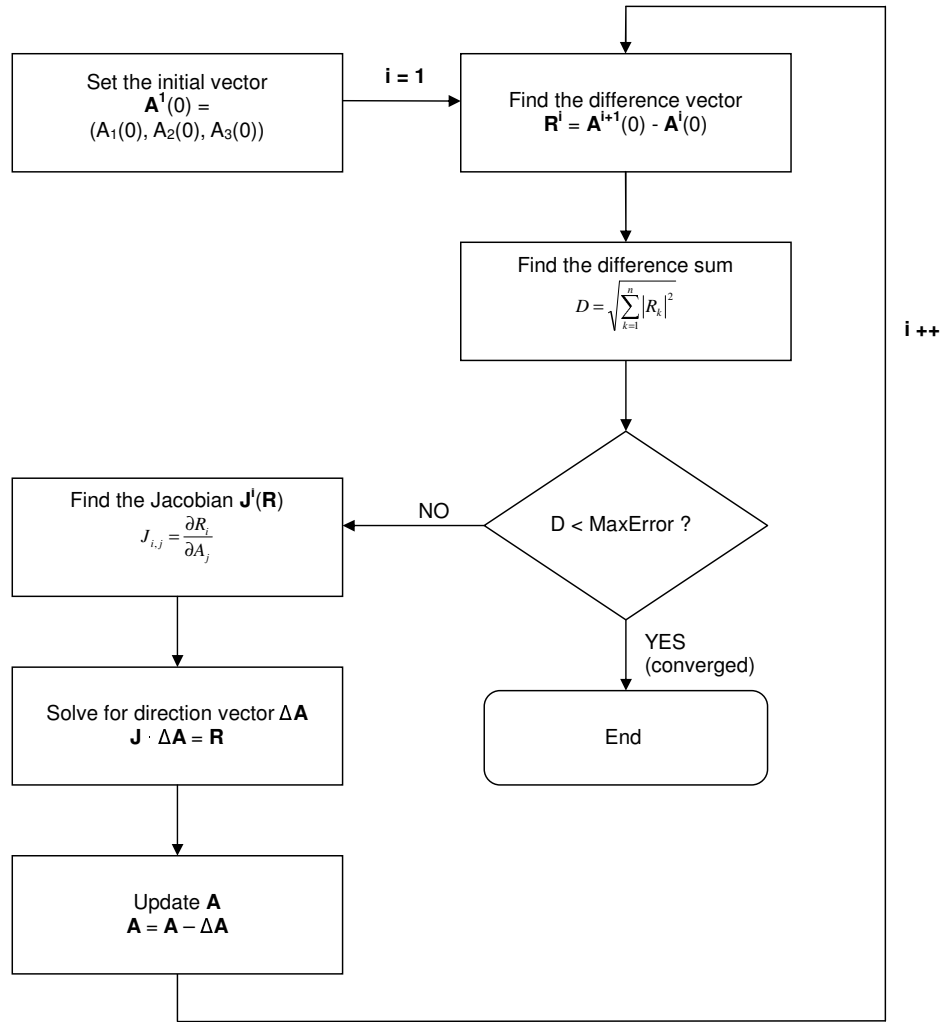 Set the initial vector
A¹(0) =
(A₁(0), A₂(0), A₃(0))
i = 1
Find the difference vector
Rⁱ = Aⁱ⁺¹(0) - Aⁱ(0)
Find the difference sum
D = √(∑_{k=1}^{n} |R_k|²)
i ++
D < MaxError ?
NO
Find the Jacobian Jⁱ(R)
J_{i,j} = ∂R_i / ∂A_j
YES
(converged)
Solve for direction vector ΔA
J · ΔA = R
End
Update A
A = A – ΔA